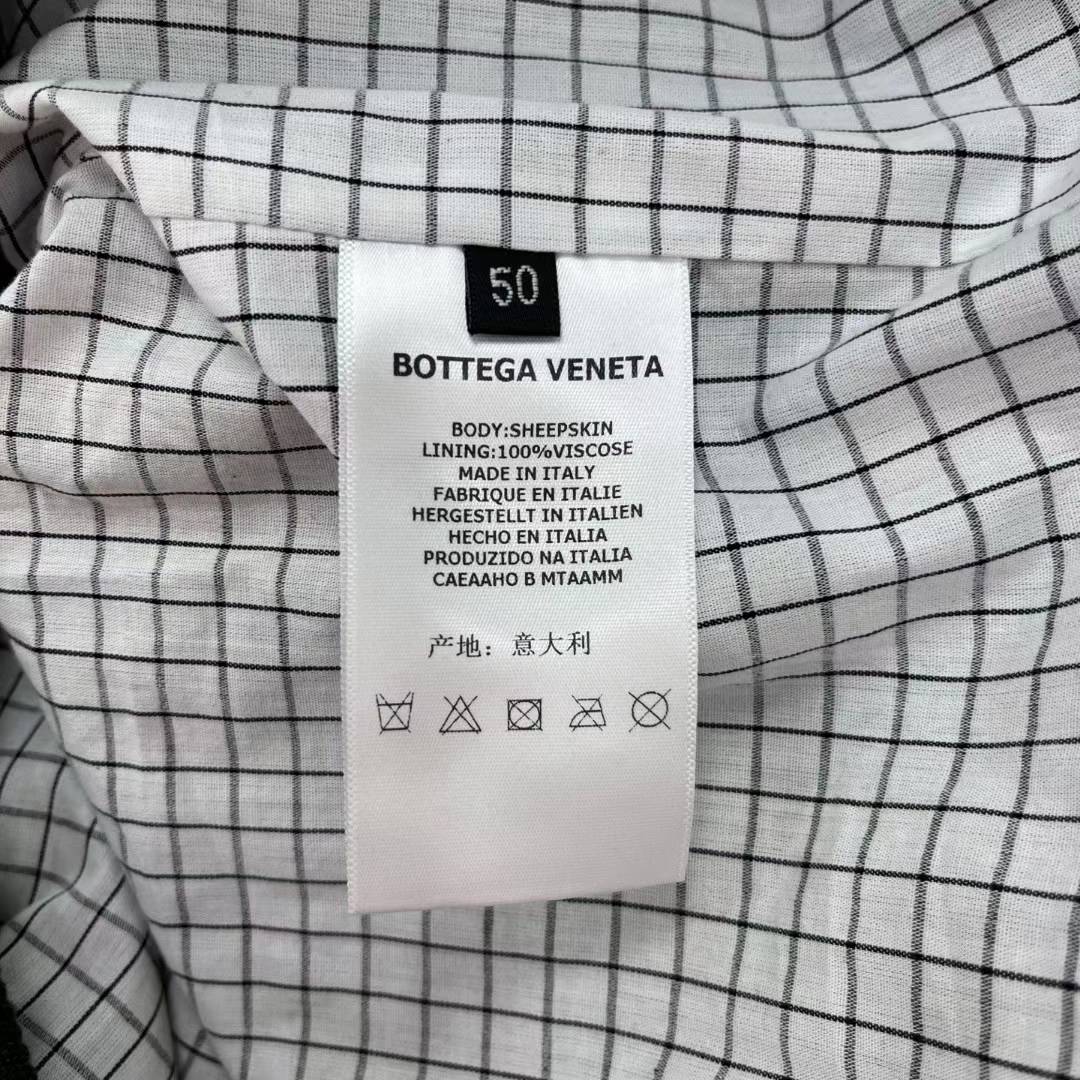 50
BOTTEGA VENETA
BODY:SHEEPSKIN
LINING:100%VISCOSE
MADE IN ITALY
FABRIQUE EN ITALIE
HERGESTELLT IN ITALIEN
HECHO EN ITALIA
PRODUZIDO NA ITALIA
CAEAAHO B MTAAMM
产地：意大利